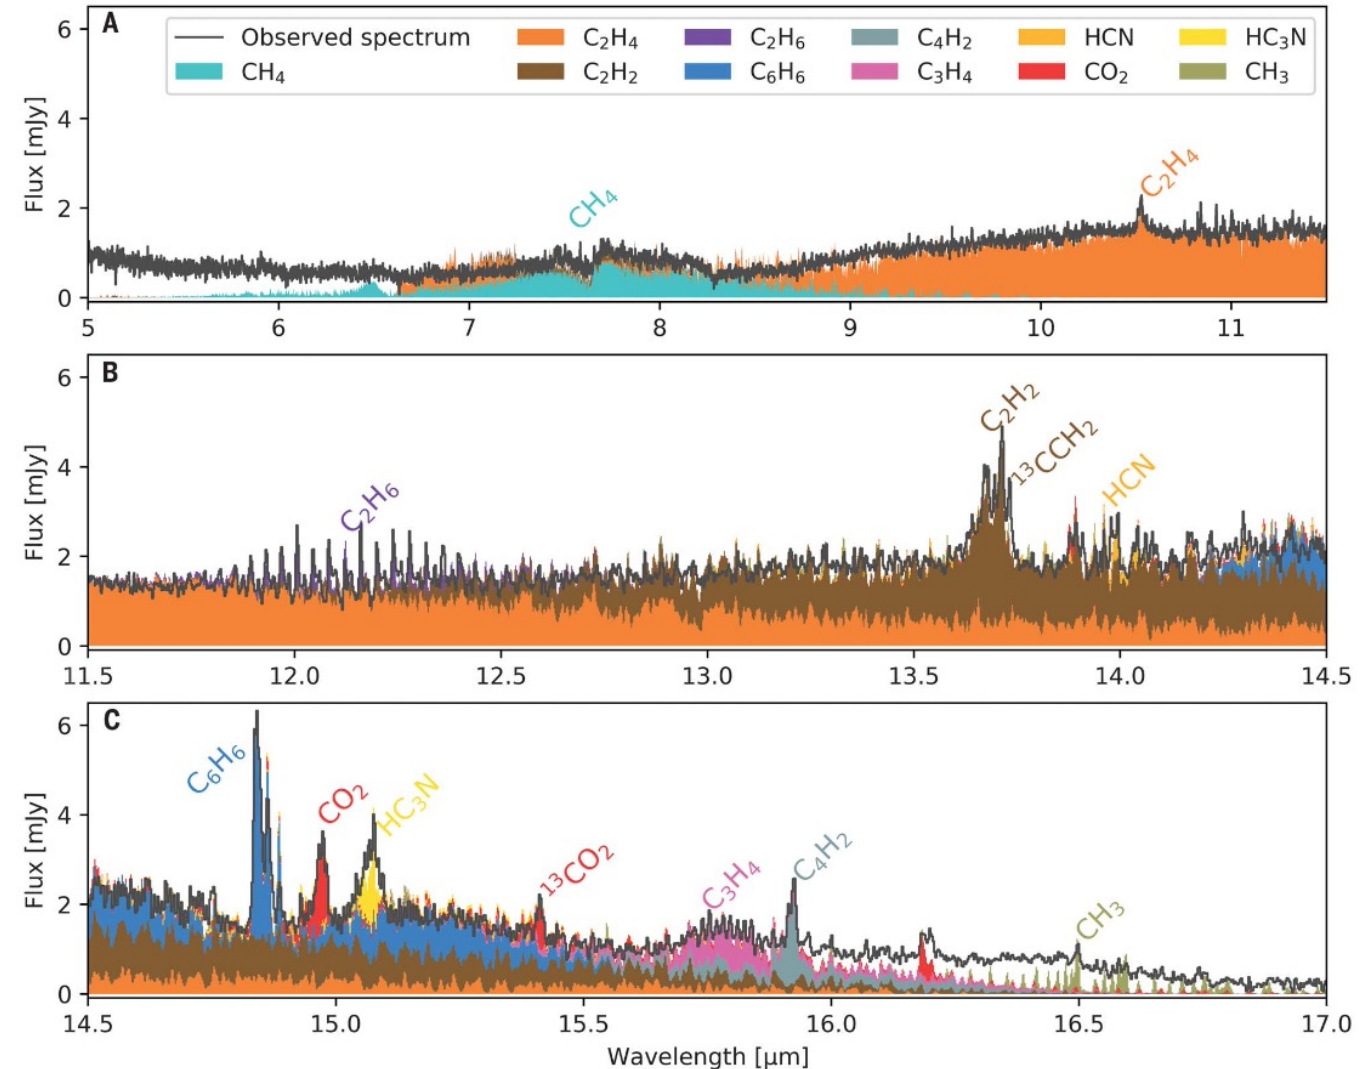 A
Observed spectrum
CH₄
C₂H₄
C₂H₂
C₂H₆
C₆H₆
C₄H₂
C₃H₄
HCN
CO₂
HC₃N
CH₃
Flux [mJy]
6
4
2
0
CH₄
C₂H₄
5 6 7 8 9 10 11
B
Flux [mJy]
6
4
2
0
C₂H₆
C₂H₂
¹³CCH₂
HCN
11.5 12.0 12.5 13.0 13.5 14.0 14.5
C
Flux [mJy]
6
4
2
0
C₆H₆
CO₂
HC₃N
¹³CO₂
C₃H₄
C₄H₂
CH₃
14.5 15.0 15.5 16.0 16.5 17.0
Wavelength [μm]